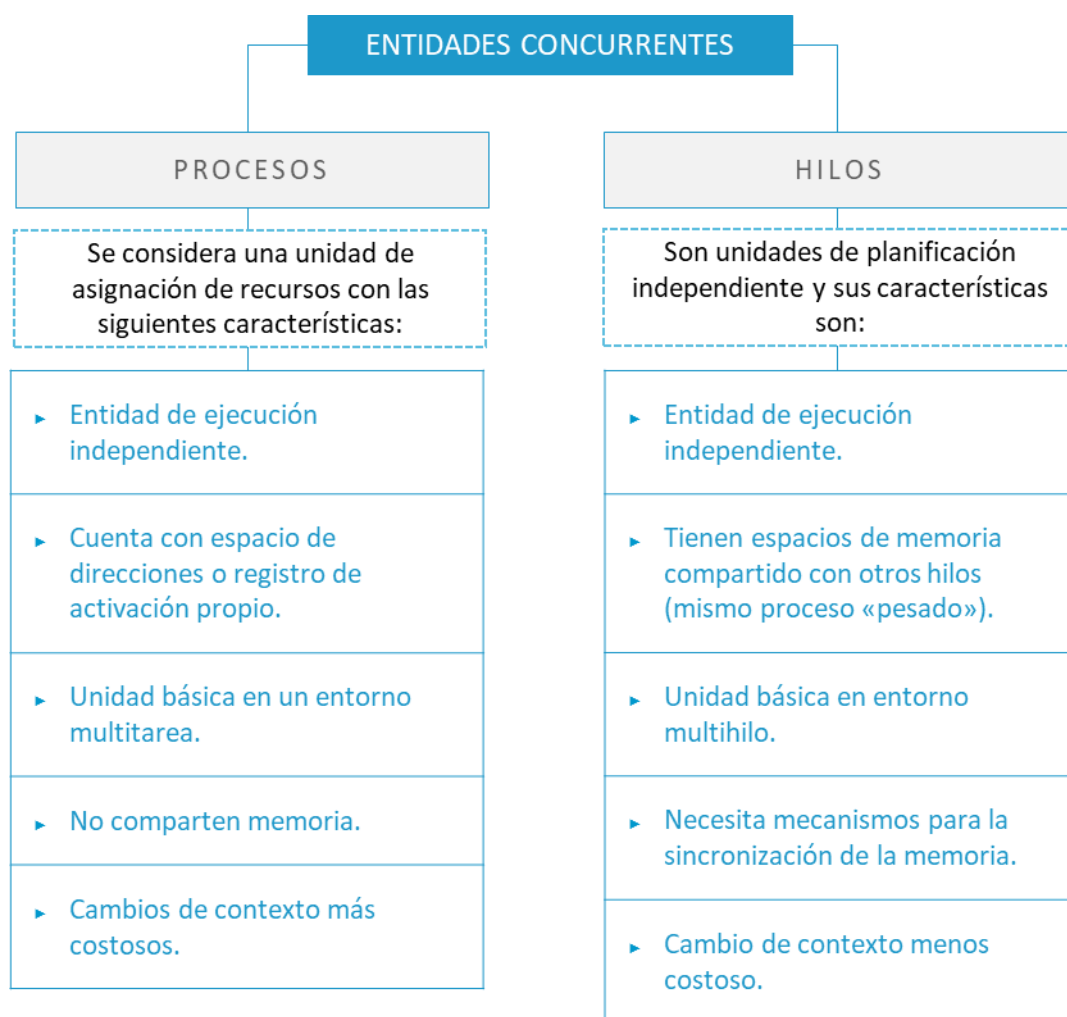 ENTIDADES CONCURRENTES
PROCESOS
Se considera una unidad de
asignación de recursos con las
siguientes características:
► Entidad de ejecución
independiente.
► Cuenta con espacio de
direcciones o registro de
activación propio.
► Unidad básica en un entorno
multitarea.
► No comparten memoria.
► Cambios de contexto más
costosos.
HILOS
Son unidades de planificación
independiente y sus características
son:
► Entidad de ejecución
independiente.
► Tienen espacios de memoria
compartido con otros hilos
(mismo proceso «pesado»).
► Unidad básica en entorno
multihilo.
► Necesita mecanismos para la
sincronización de la memoria.
► Cambio de contexto menos
costoso.